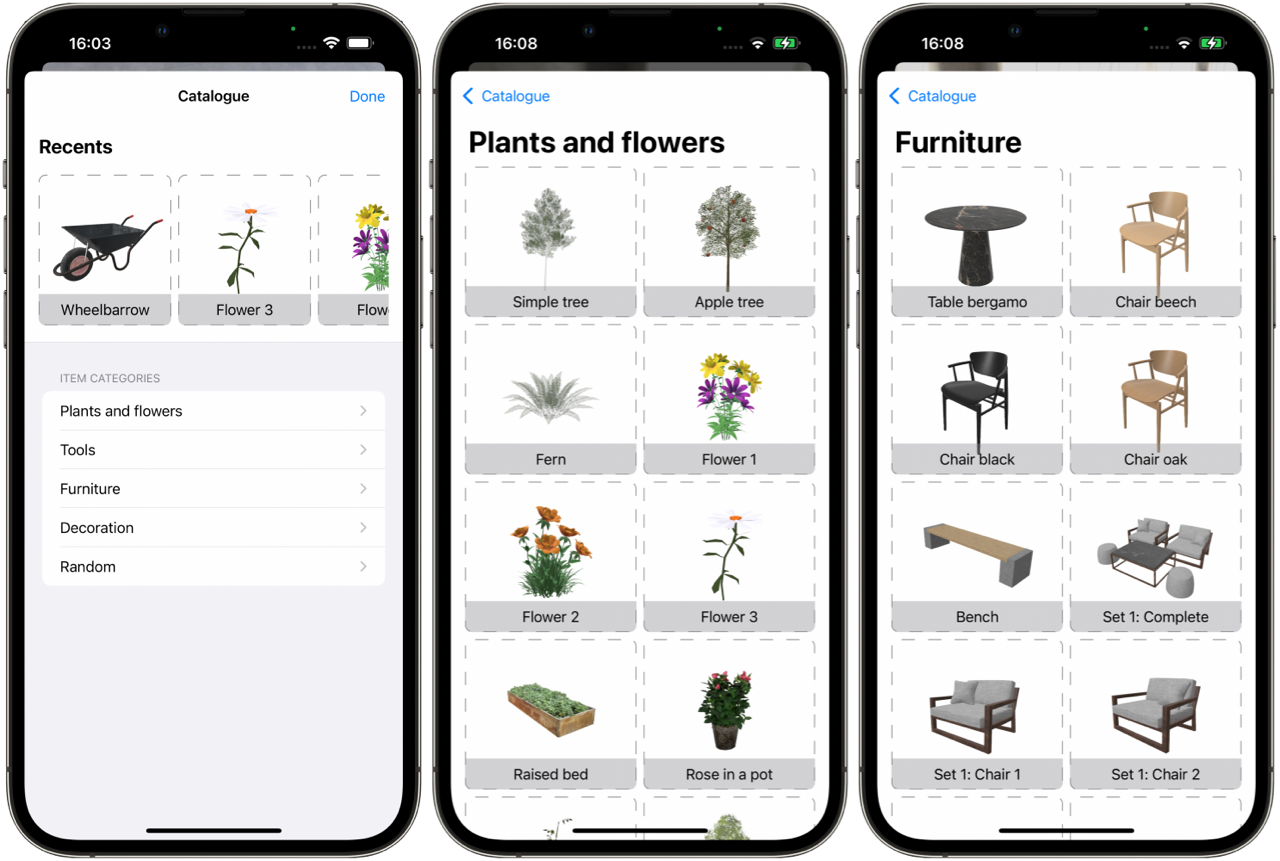 16:03
Catalogue
Done
Recents
Wheelbarrow
Flower 3
Flow
ITEM CATEGORIES
Plants and flowers
Tools
Furniture
Decoration
Random
16:08
Catalogue
Plants and flowers
Simple tree
Apple tree
Fern
Flower 1
Flower 2
Flower 3
Raised bed
Rose in a pot
16:08
Catalogue
Furniture
Table bergamo
Chair beech
Chair black
Chair oak
Bench
Set 1: Complete
Set 1: Chair 1
Set 1: Chair 2